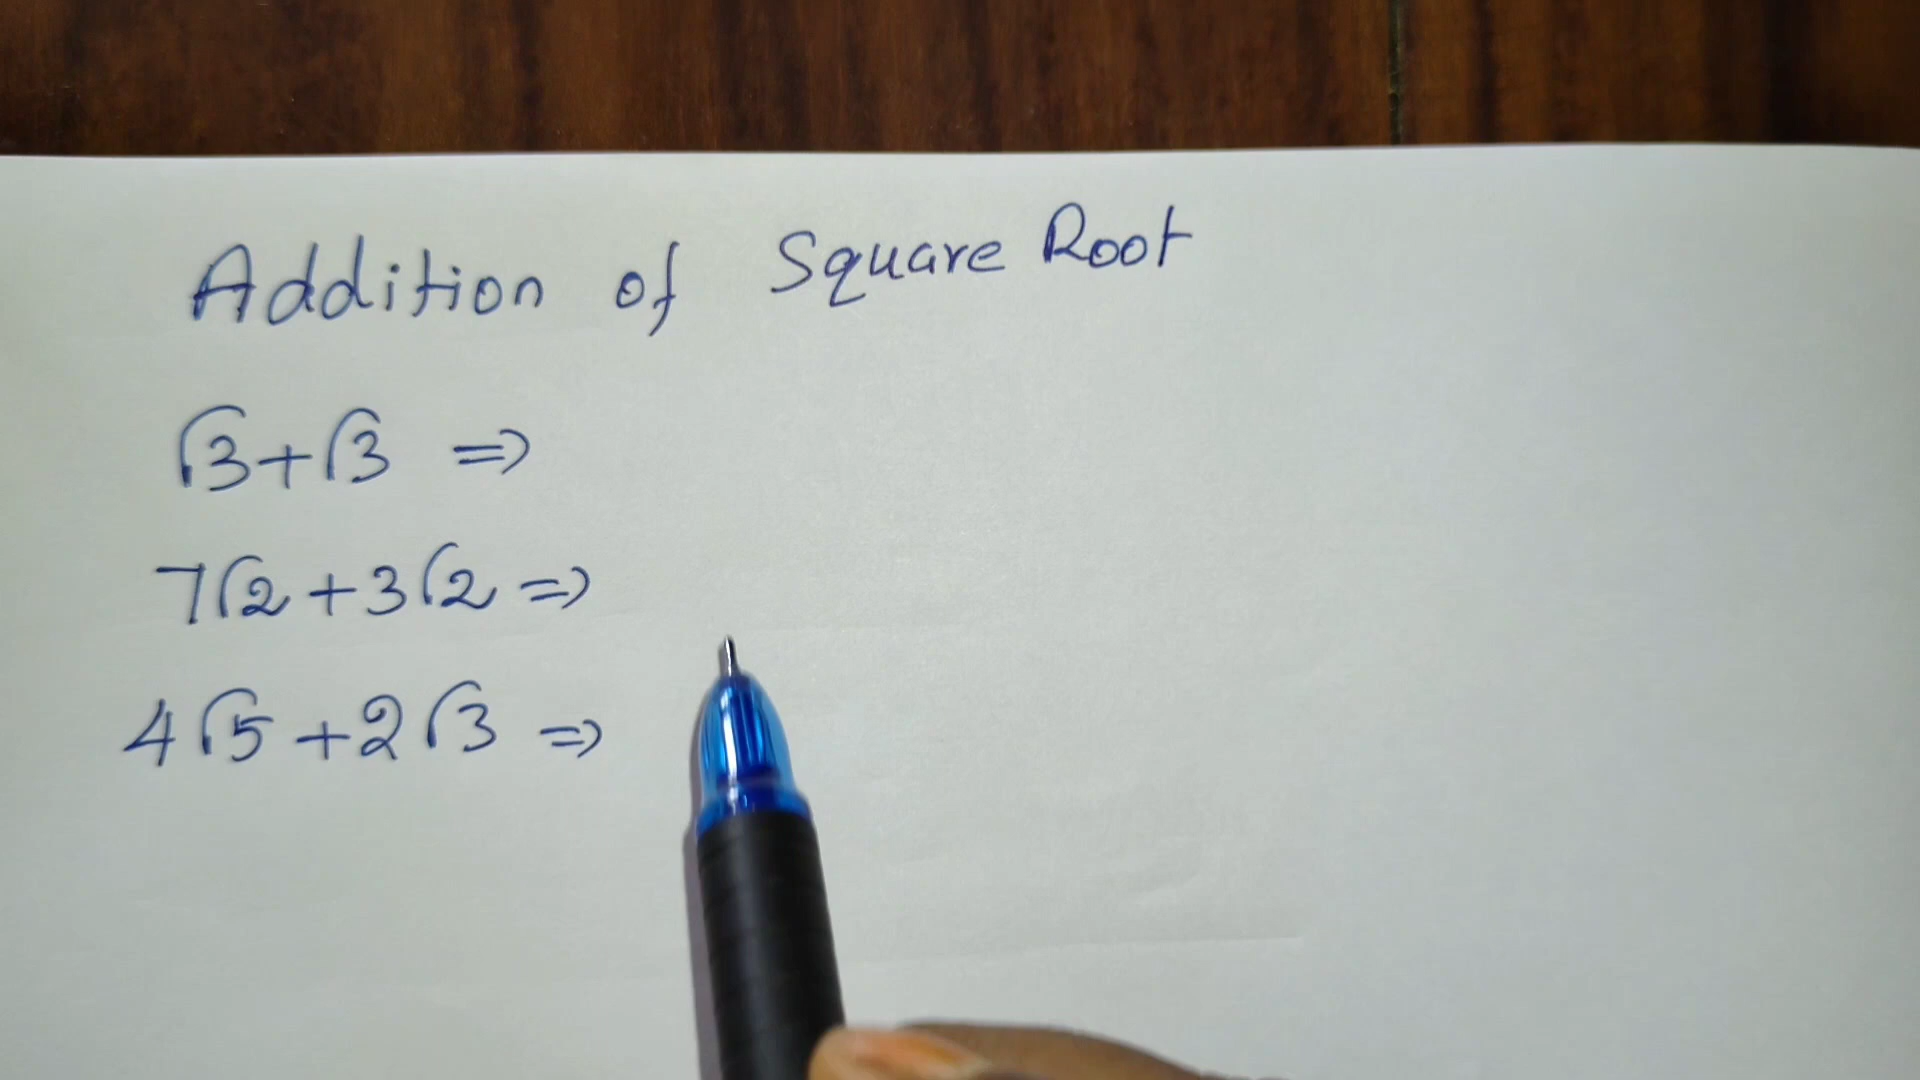 Addition of Square Root
√3+√3 ⇒
7√2+3√2 ⇒
4√5+2√3 ⇒